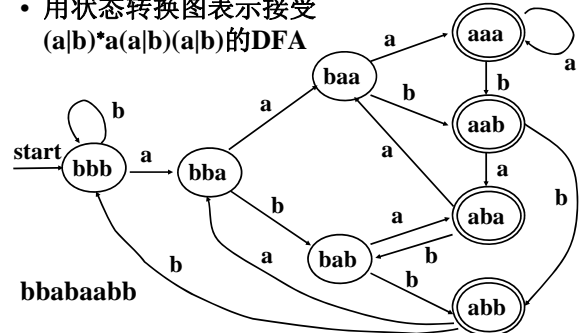 • 用状态转换图表示接受
(a|b)*a(a|b)(a|b)的DFA
aaa
a
a
b
baa
b
aab
a
b
a
a
b
start
bbb
a
bba
b
a
aba
b
bab
b
a
b
abb
b
bbabaabb